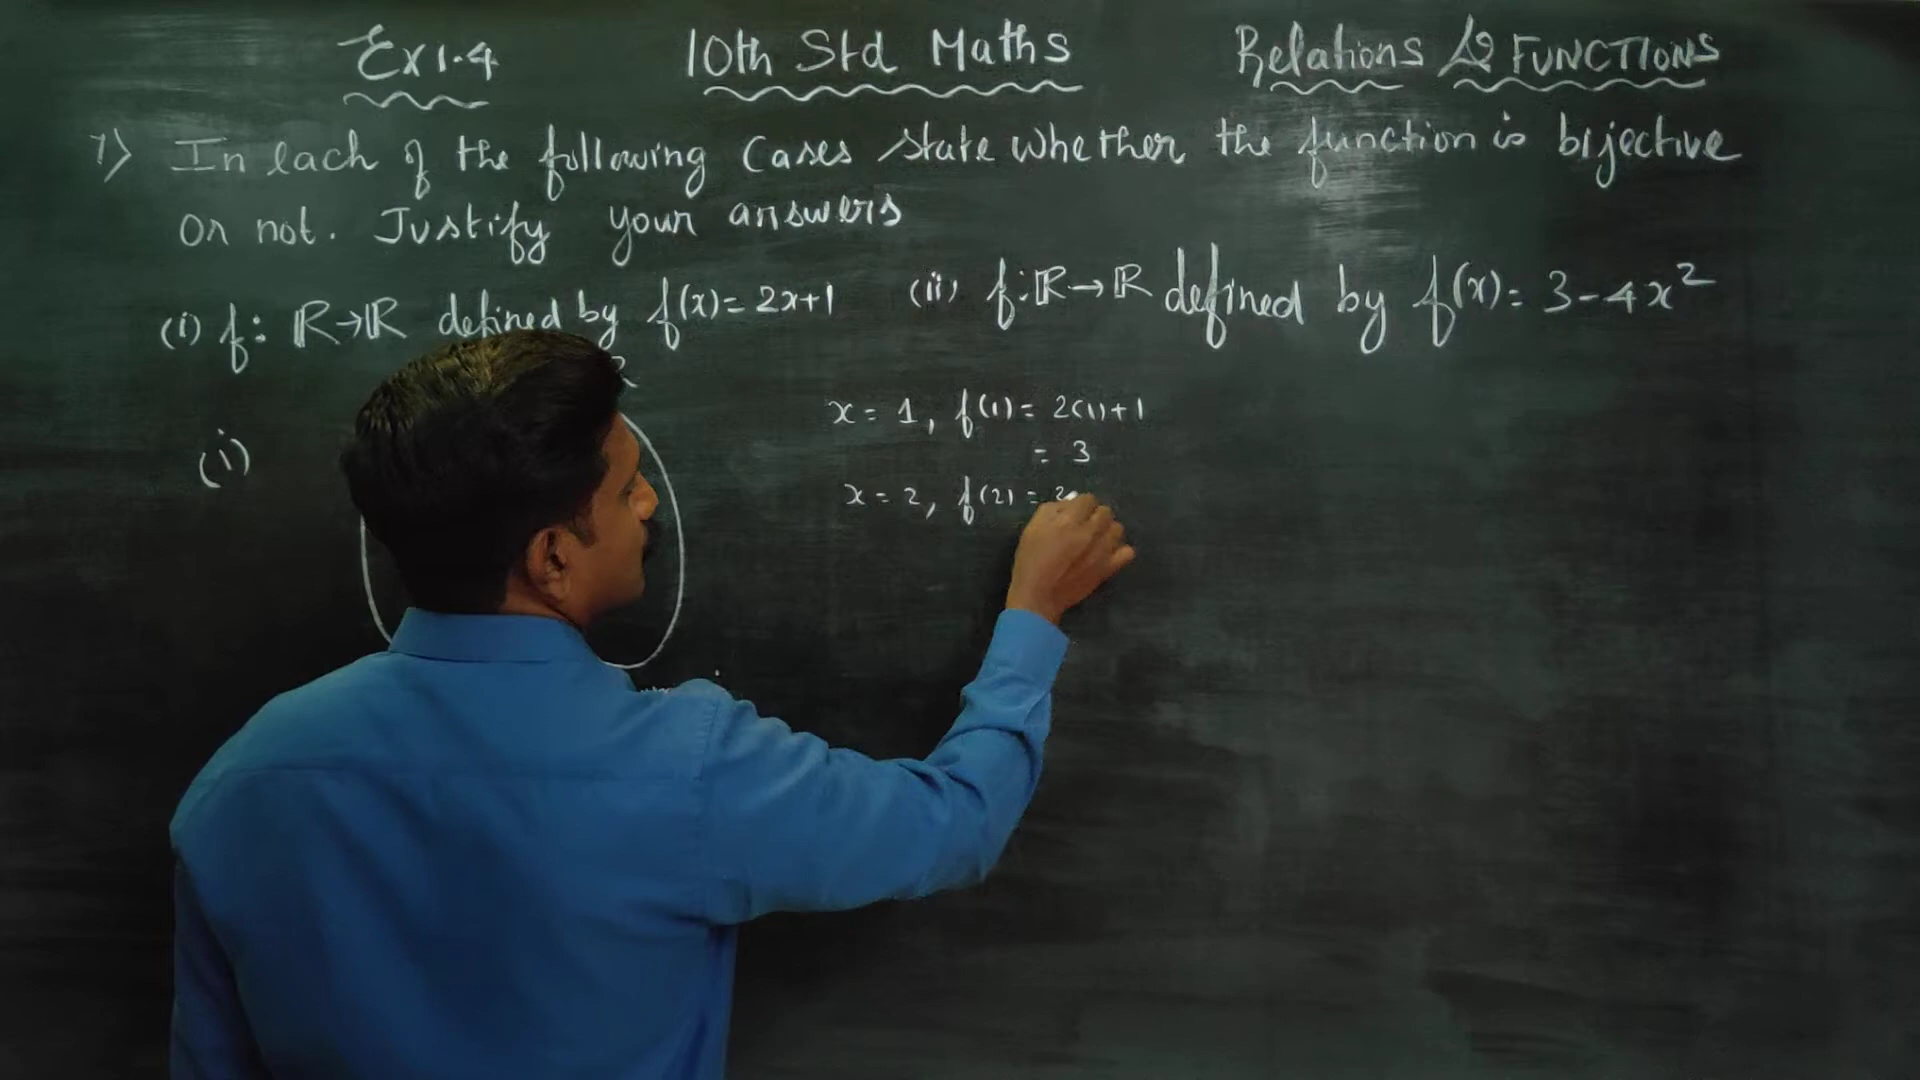 Ex 1.4 10th Std Maths Relations & FUNCTIONS
7) In each of the following Cases state whether the function is bijective
or not. Justify your answers
(i) f: ℝ→ℝ defined by f(x)= 2x+1 (ii) f:ℝ→ℝ defined by f(x)= 3-4x²
(i)
x = 1, f(1) = 2(1)+1
= 3
x = 2, f(2) = 2